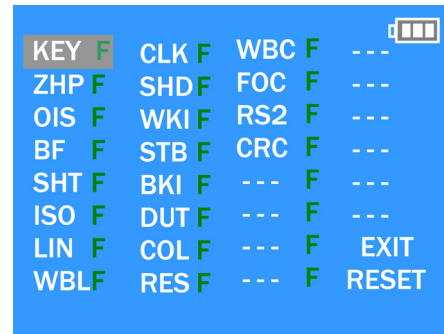 KEY F CLK F WBC F ---
ZHP F SHD F FOC F ---
OIS F WKI F RS2 F ---
BF F STB F CRC F ---
SHT F BKI F --- F ---
ISO F DUT F --- F ---
LIN F COL F --- F EXIT
WBL F RES F --- F RESET